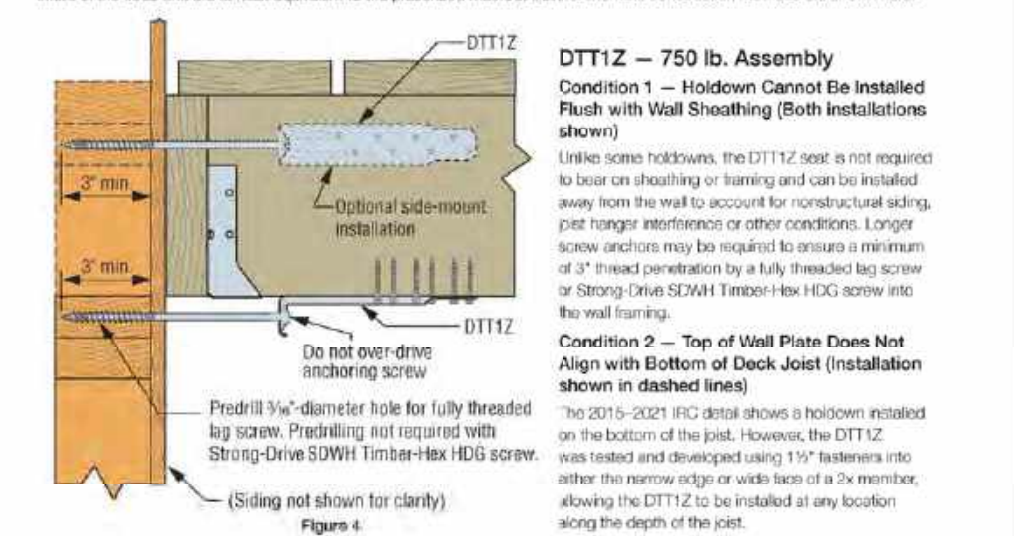 DTT1Z
Optional side-mount
installation
3" min.
3" min.
DTT1Z
Do not over-drive
anchoring screw
Predrill 3/16"-diameter hole for fully threaded
lag screw. Predrilling not required with
Strong-Drive SDWH Timber-Hex HDG screw.
(Siding not shown for clarity)
Figure 4
DTT1Z — 750 lb. Assembly
Condition 1 — Holdown Cannot Be Installed
Flush with Wall Sheathing (Both installations
shown)
Unlike some holdowns, the DTT1Z seat is not required
to bear on sheathing or framing and can be installed
away from the wall to account for nonstructural siding,
joist hanger interference or other conditions. Longer
screw anchors may be required to ensure a minimum
of 3" thread penetration by a fully threaded lag screw
or Strong-Drive SDWH Timber-Hex HDG screw into
the wall framing.
Condition 2 — Top of Wall Plate Does Not
Align with Bottom of Deck Joist (Installation
shown in dashed lines)
The 2015–2021 IRC detail shows a holdown installed
on the bottom of the joist. However, the DTT1Z
was tested and developed using 1½" fasteners into
either the narrow edge or wide face of a 2x member,
allowing the DTT1Z to be installed at any location
along the depth of the joist.